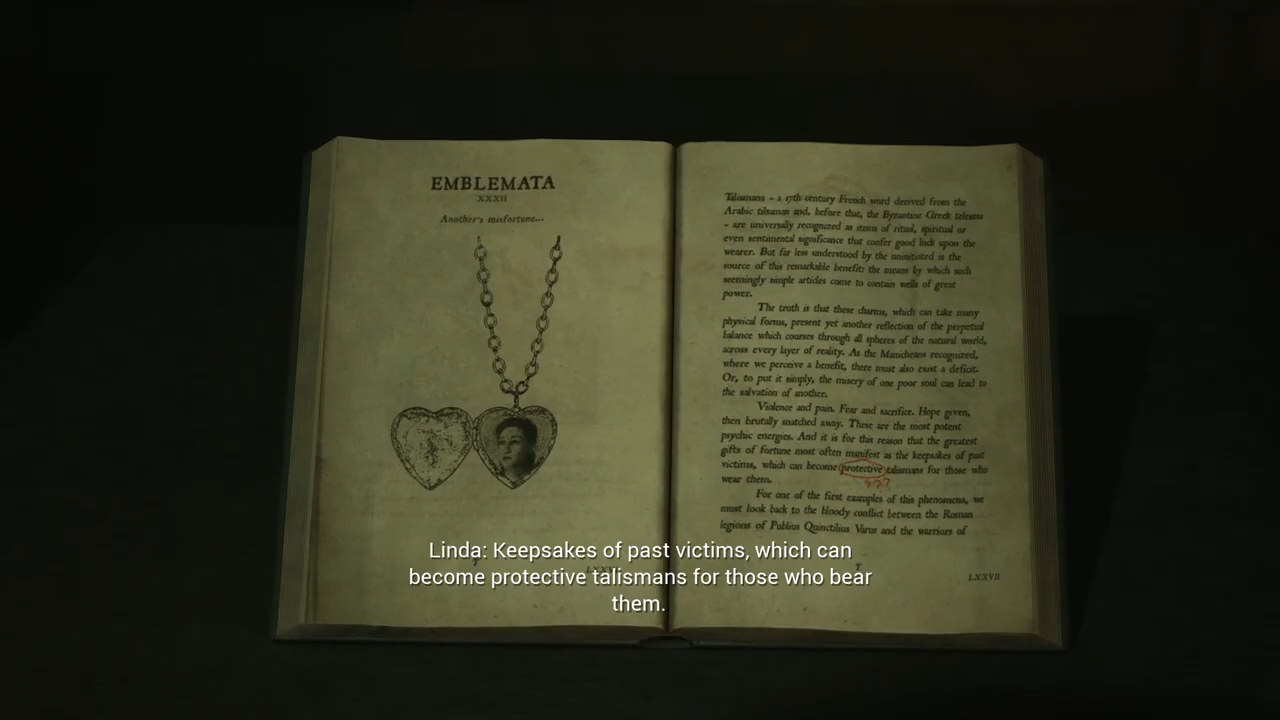 EMBLEMATA
XXXII
Another's misfortune...
Talismans - a 17th century French word derived from the
Arabic tilsaman and, before that, the Byzantine Greek telesma
- are universally recognized as items of ritual, spiritual or
even sentimental significance that confer good luck upon the
wearer. But far less understood by the uninitiated is the
source of this remarkable benefit: the means by which such
seemingly simple articles come to contain wells of great
power.
The truth is that these charms, which can take many
physical forms, present yet another reflection of the perpetual
balance which courses through all spheres of the natural world,
across every layer of reality. As the Manicheans recognized,
where we perceive a benefit, there must also exist a deficit.
Or, to put it simply, the misery of one poor soul can lead to
the salvation of another.
Violence and pain. Fear and sacrifice. Hope given,
then brutally snatched away. These are the most potent
psychic energies. And it is for this reason that the greatest
gifts of fortune most often manifest as the keepsakes of past
victims, which can become protective talismans for those who
wear them.
???
For one of the first examples of this phenomena, we
must look back to the bloody conflict between the Roman
legions of Publius Quinctilius Varus and the warriors of
T
LXXVII
Linda: Keepsakes of past victims, which can
become protective talismans for those who bear
them.